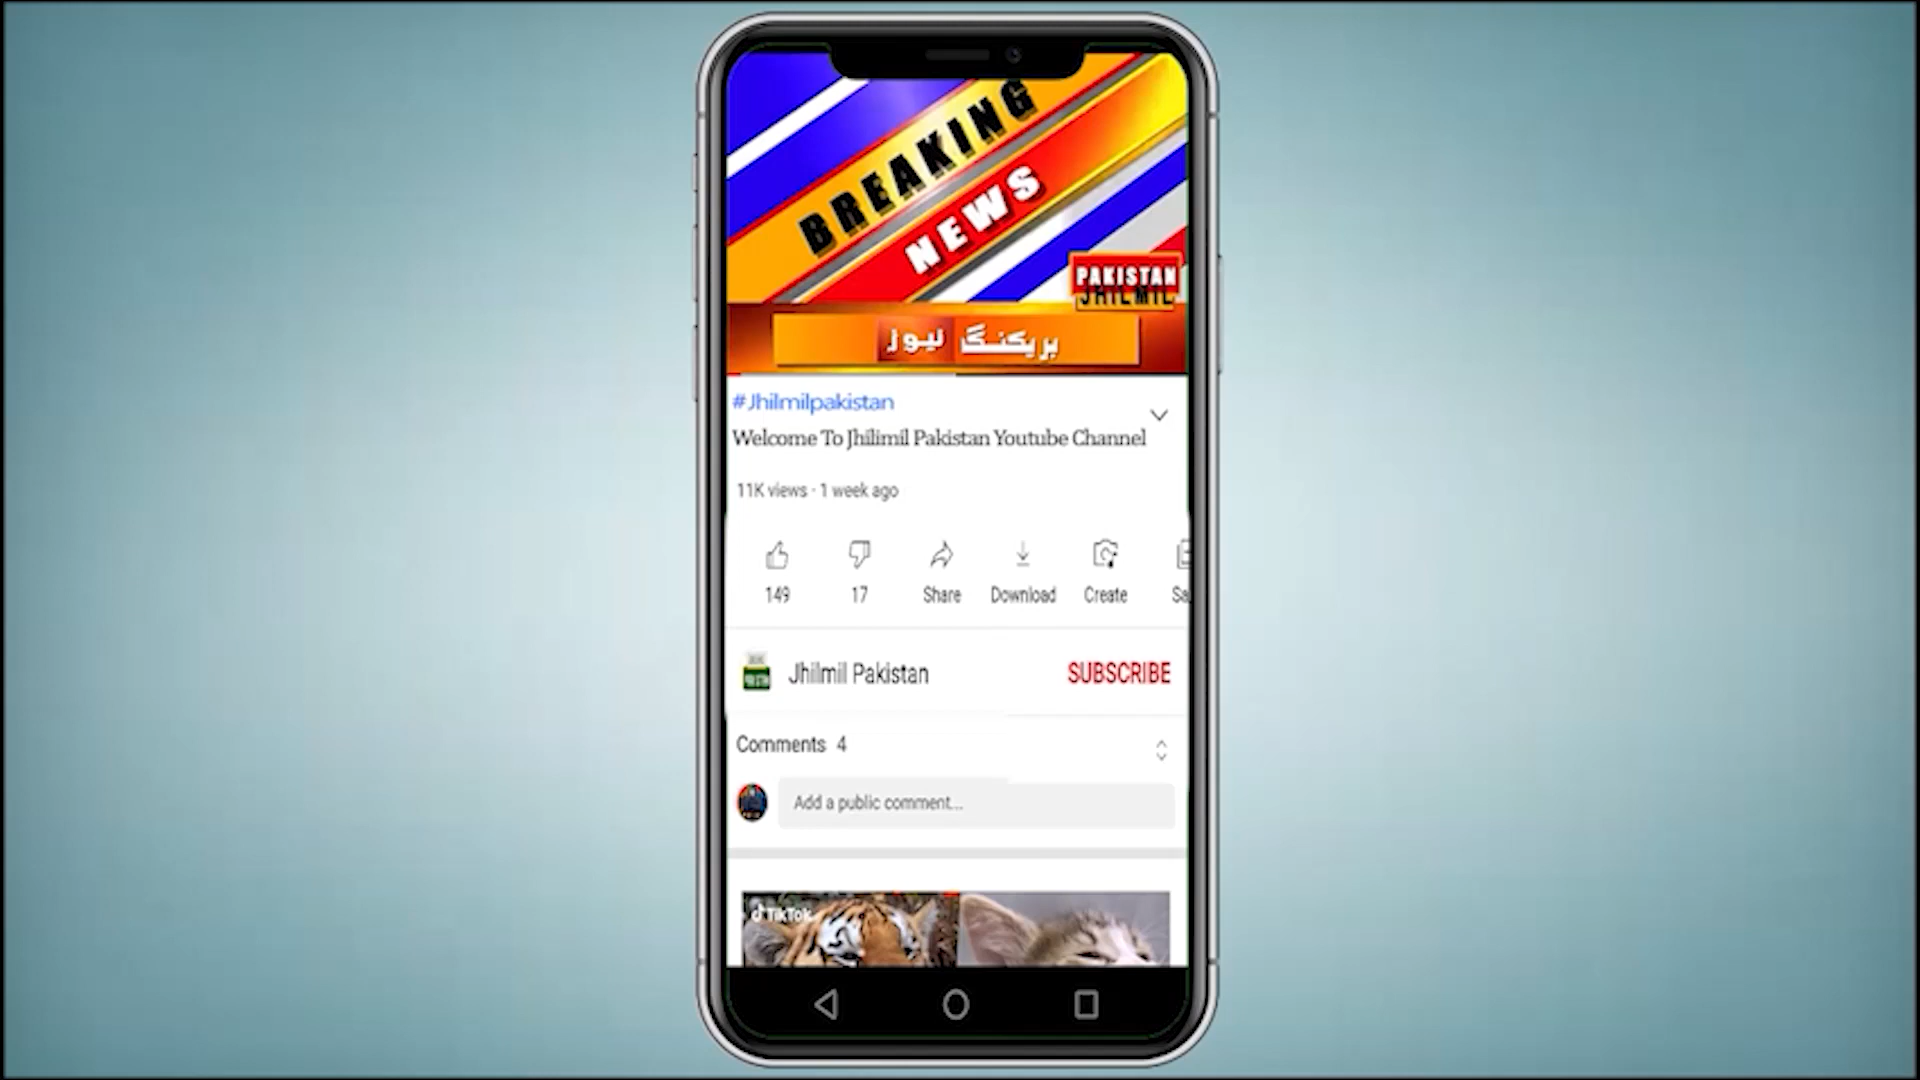 BREAKING
NEWS
PAKISTAN
JHILMIL
بریکنگ نیوز
#Jhilmilpakistan
Welcome To Jhilimil Pakistan Youtube Channel
11K views · 1 week ago
149
17
Share
Download
Create
Sa
Jhilmil Pakistan
SUBSCRIBE
Comments 4
Add a public comment...
TikTok